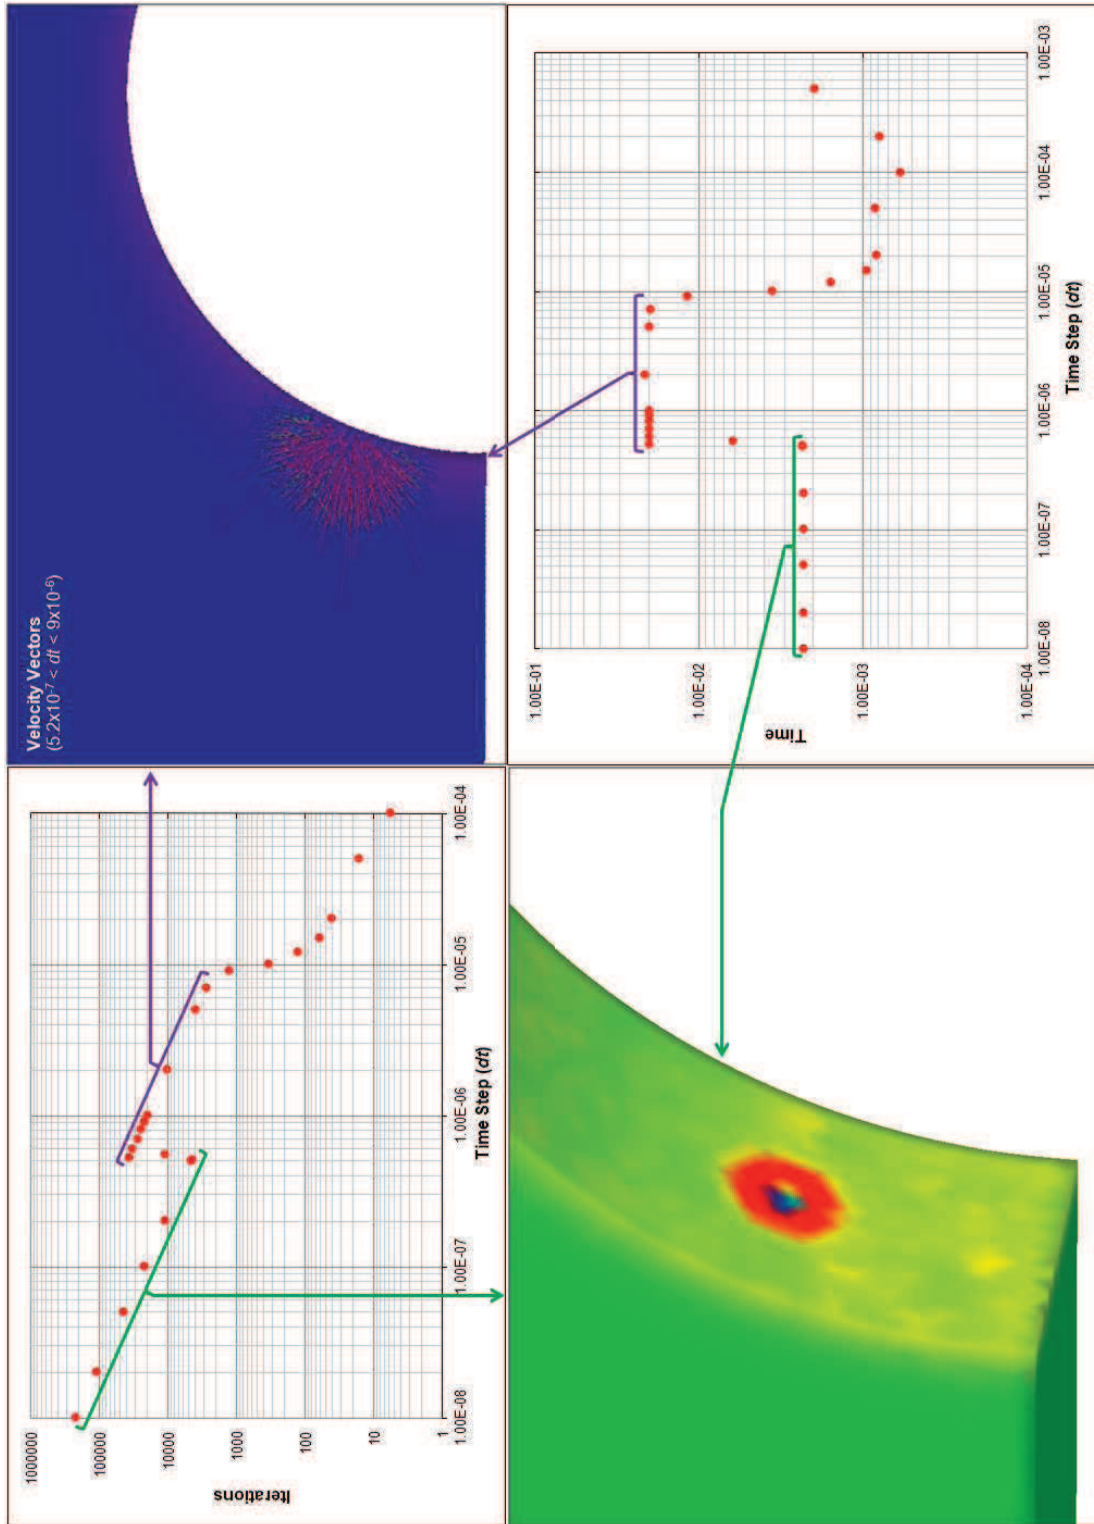 1000000
100000
10000
1000
100
10
1
Iterations
1.00E-08
1.00E-07
1.00E-06
1.00E-05
1.00E-04
Time Step (dt)
Velocity Vectors
(5.2x10⁻⁷ < dt < 9x10⁻⁶)
1.00E-01
1.00E-02
1.00E-03
1.00E-04
Time
1.00E-08
1.00E-07
1.00E-06
1.00E-05
1.00E-04
1.00E-03
Time Step (dt)